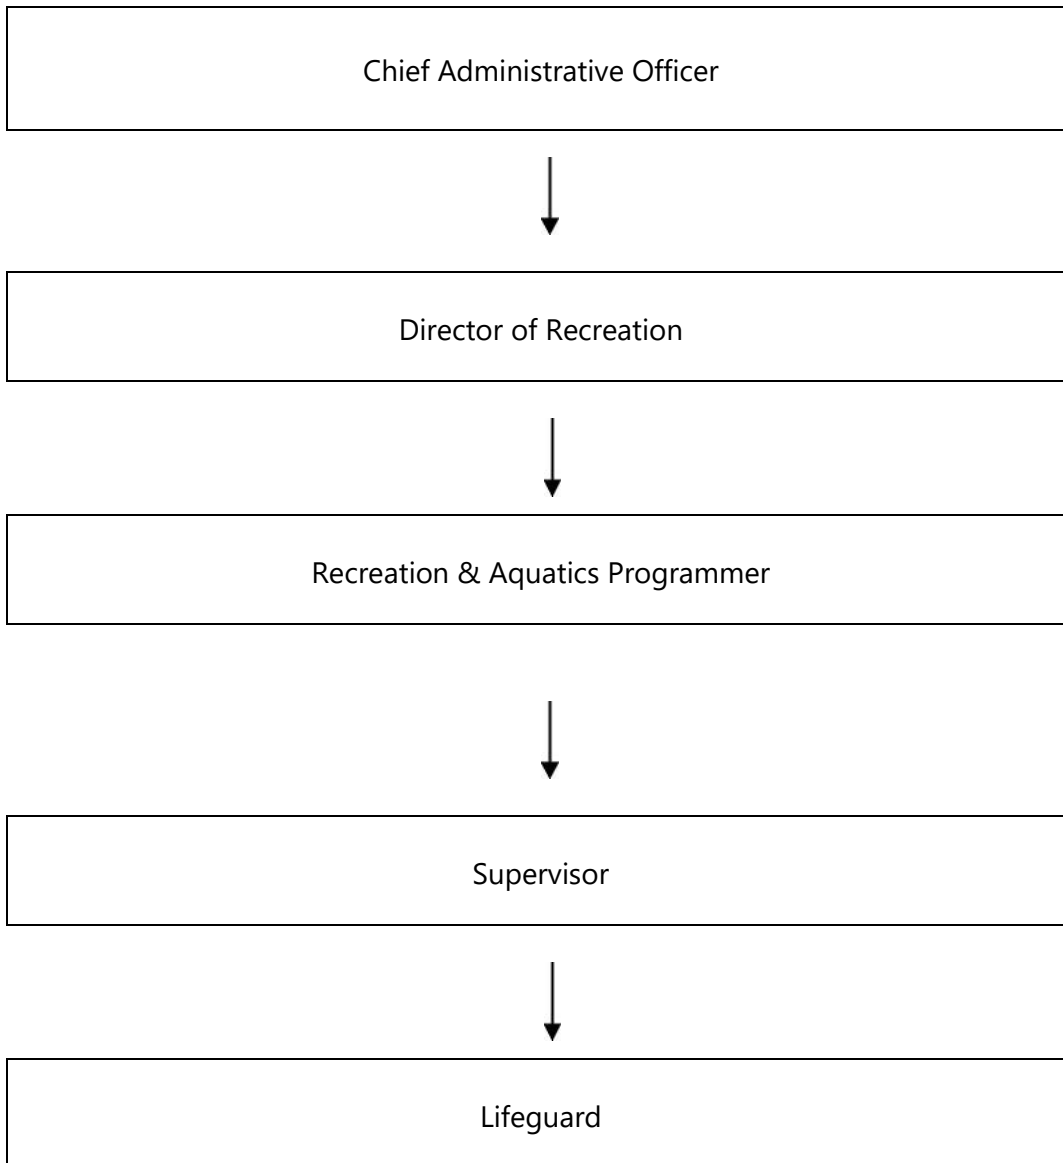 Chief Administrative Officer
Director of Recreation
Recreation & Aquatics Programmer
Supervisor
Lifeguard